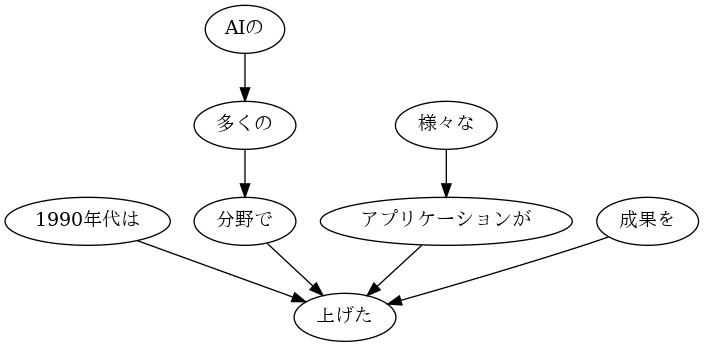 AIの
多くの
様々な
1990年代は
分野で
アプリケーションが
成果を
上げた